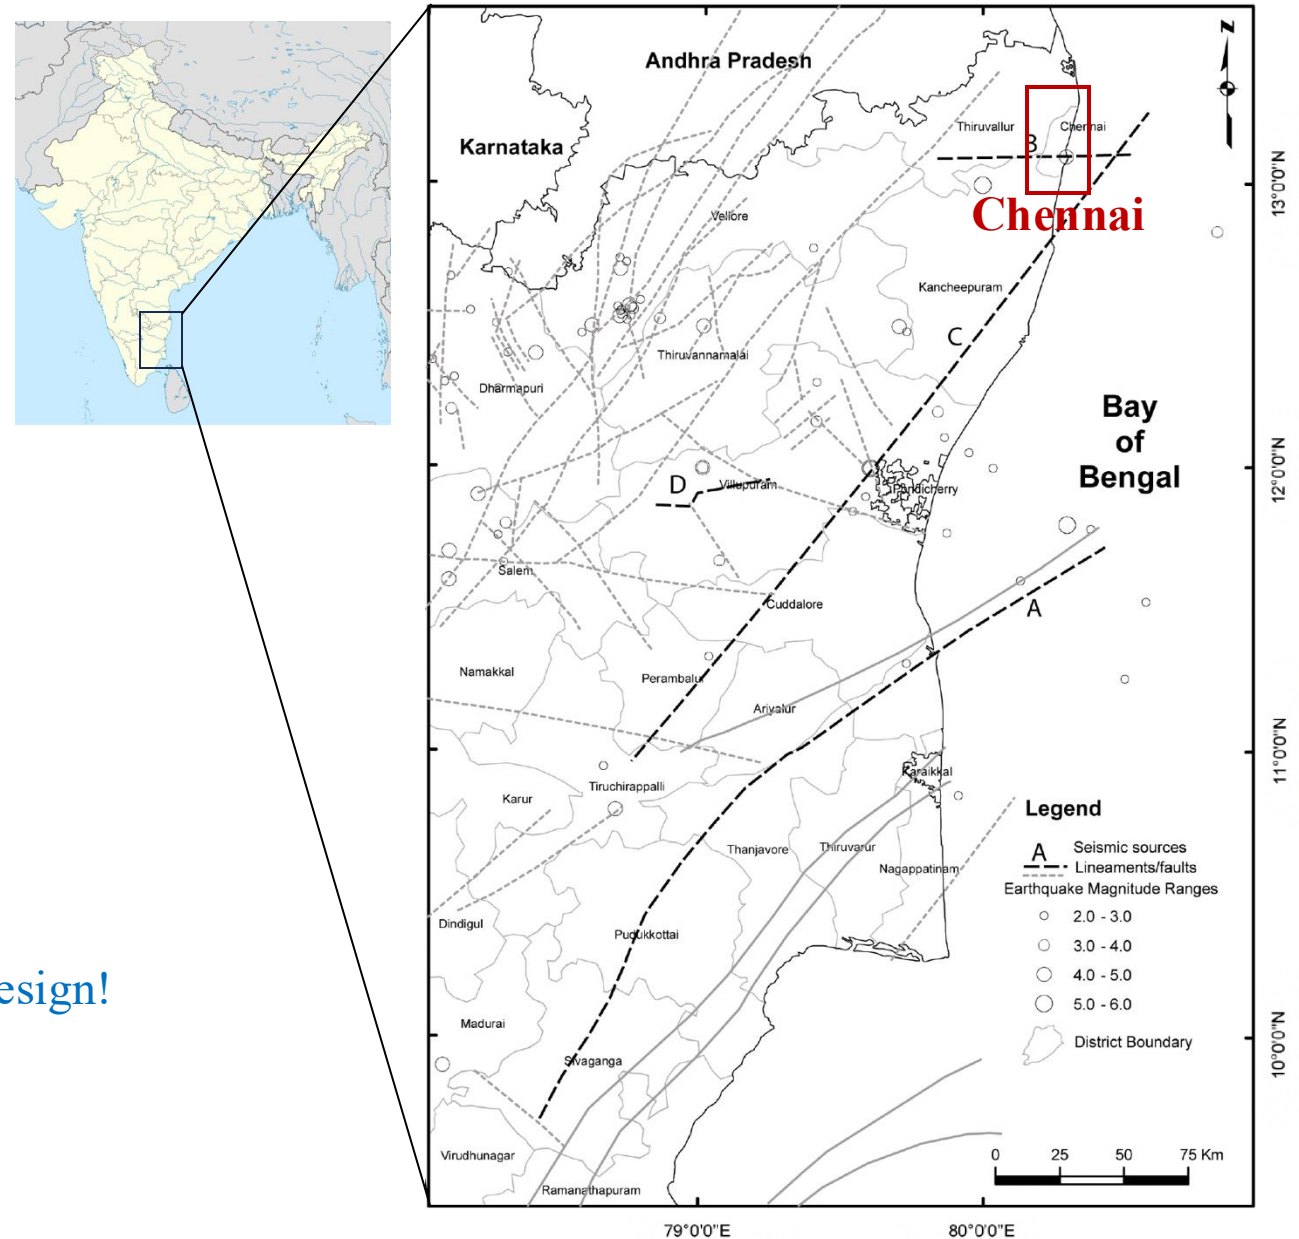 Andhra Pradesh
Karnataka
N
Thiruvallur
Chennai
B
Chennai
13°0'0"N
Vellore
Kancheepuram
C
Thiruvannamalai
Dharmapuri
Bay
of
Bengal
12°0'0"N
D
Villupuram
Pondicherry
Salem
Cuddalore
A
Namakkal
Perambalur
Ariyalur
11°0'0"N
Karaikkal
Tiruchirappalli
Karur
Thanjavore
Thiruvarur
Nagappatinam
Legend
A
Seismic sources
Lineaments/faults
Earthquake Magnitude Ranges
2.0 - 3.0
3.0 - 4.0
4.0 - 5.0
5.0 - 6.0
District Boundary
Dindigul
Pudukkottai
esign!
Madurai
Sivaganga
10°0'0"N
Virudhunagar
Ramanathapuram
0 25 50 75 Km
79°0'0"E
80°0'0"E